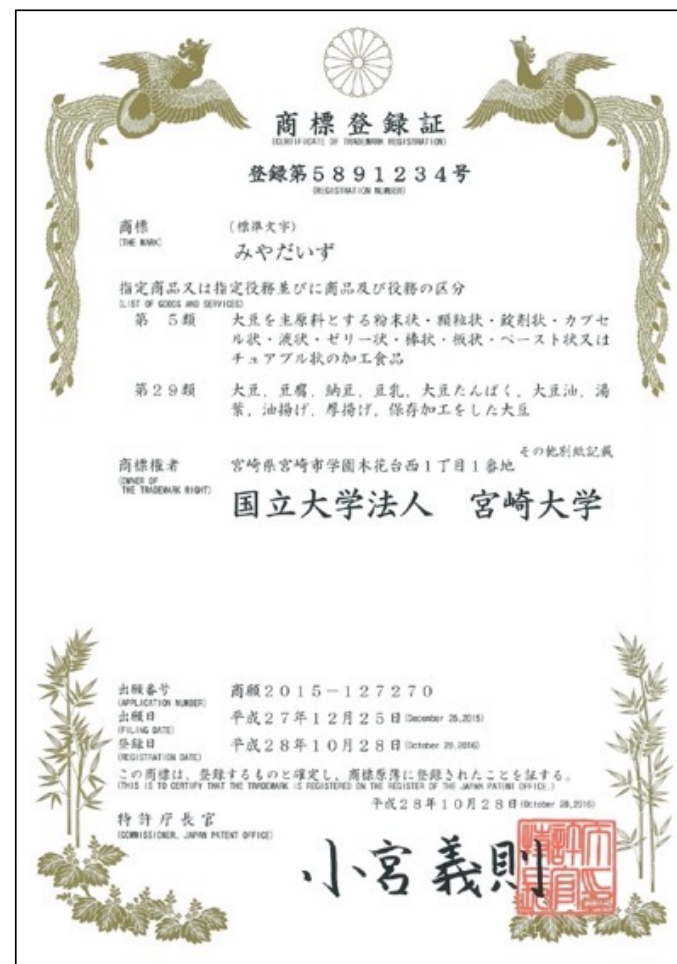 商標登録証
(CERTIFICATE OF TRADEMARK REGISTRATION)
登録第5891234号
(REGISTRATION NUMBER)
商標 (標準文字)
(THE MARK)
みやだいず
指定商品又は指定役務並びに商品及び役務の区分
(LIST OF GOODS AND SERVICES)
第 5類 大豆を主原料とする粉末状・顆粒状・錠剤状・カプセ
ル状・液状・ゼリー状・棒状・板状・ペースト状又は
チュアブル状の加工食品
第29類 大豆,豆腐,納豆,豆乳,大豆たんぱく,大豆油,湯
葉,油揚げ,厚揚げ,保存加工をした大豆
その他別紙記載
商標権者 宮崎県宮崎市学園木花台西1丁目1番地
(OWNER OF
THE TRADEMARK RIGHT)
国立大学法人 宮崎大学
出願番号 商願2015-127270
(APPLICATION NUMBER)
出願日 平成27年12月25日(December 25,2015)
(FILING DATE)
登録日 平成28年10月28日(October 28,2016)
(REGISTRATION DATE)
この商標は、登録するものと確定し、商標原簿に登録されたことを証する。
(THIS IS TO CERTIFY THAT THE TRADEMARK IS REGISTERED ON THE REGISTER OF THE JAPAN PATENT OFFICE.)
平成28年10月28日(October 28,2016)
特許庁長官
(COMMISSIONER, JAPAN PATENT OFFICE)
小宮義則